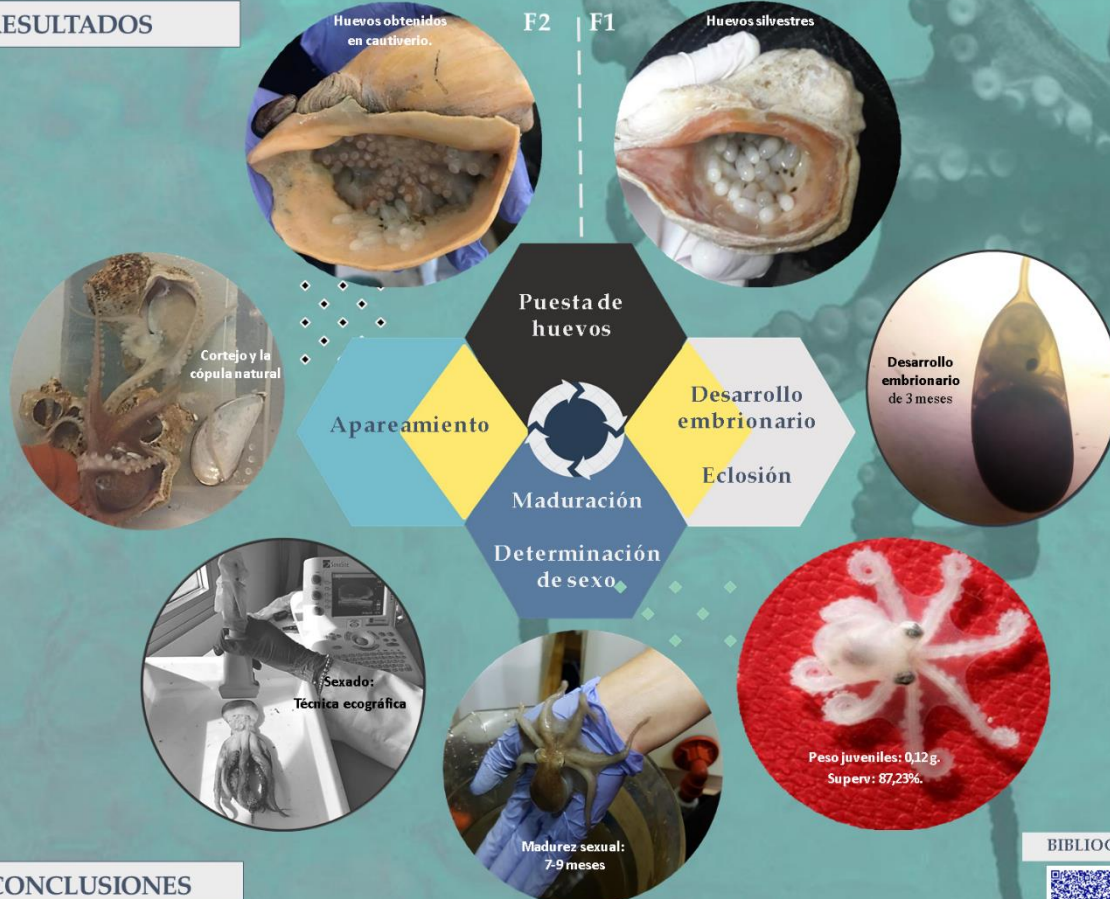 RESULTADOS
Huevos obtenidos
en cautiverio.
F2
F1
Huevos silvestres
Cortejo y la
cópula natural
Puesta de
huevos
Apareamiento
Desarrollo
embrionario
Eclosión
Desarrollo
embrionario
de 3 meses
Maduración
Determinación
de sexo
Sexado:
Técnica ecográfica
Madurez sexual:
7-9 meses
Peso juveniles: 0,12 g.
Superv: 87,23%.
CONCLUSIONES